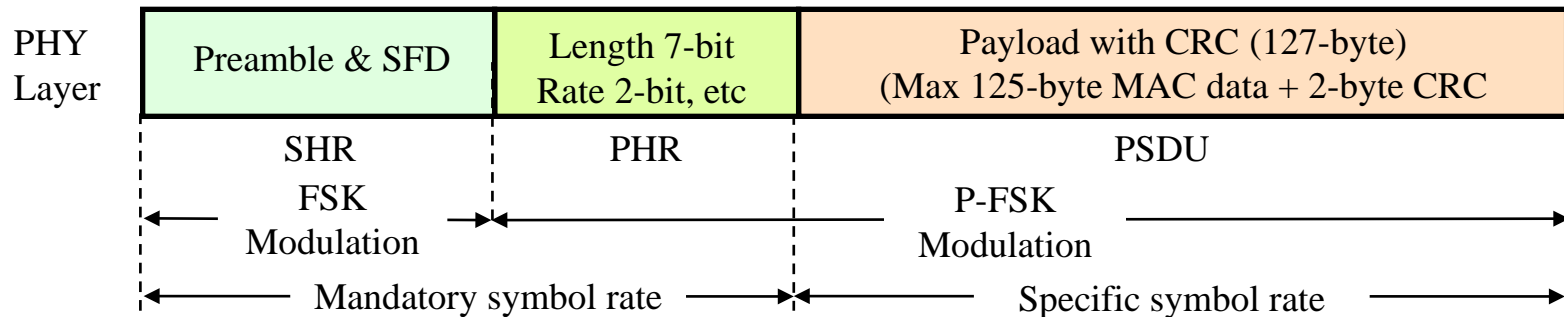 PHY
Layer
Preamble & SFD
Length 7-bit
Rate 2-bit, etc
Payload with CRC (127-byte)
(Max 125-byte MAC data + 2-byte CRC
SHR
PHR
PSDU
FSK
Modulation
P-FSK
Modulation
Mandatory symbol rate
Specific symbol rate